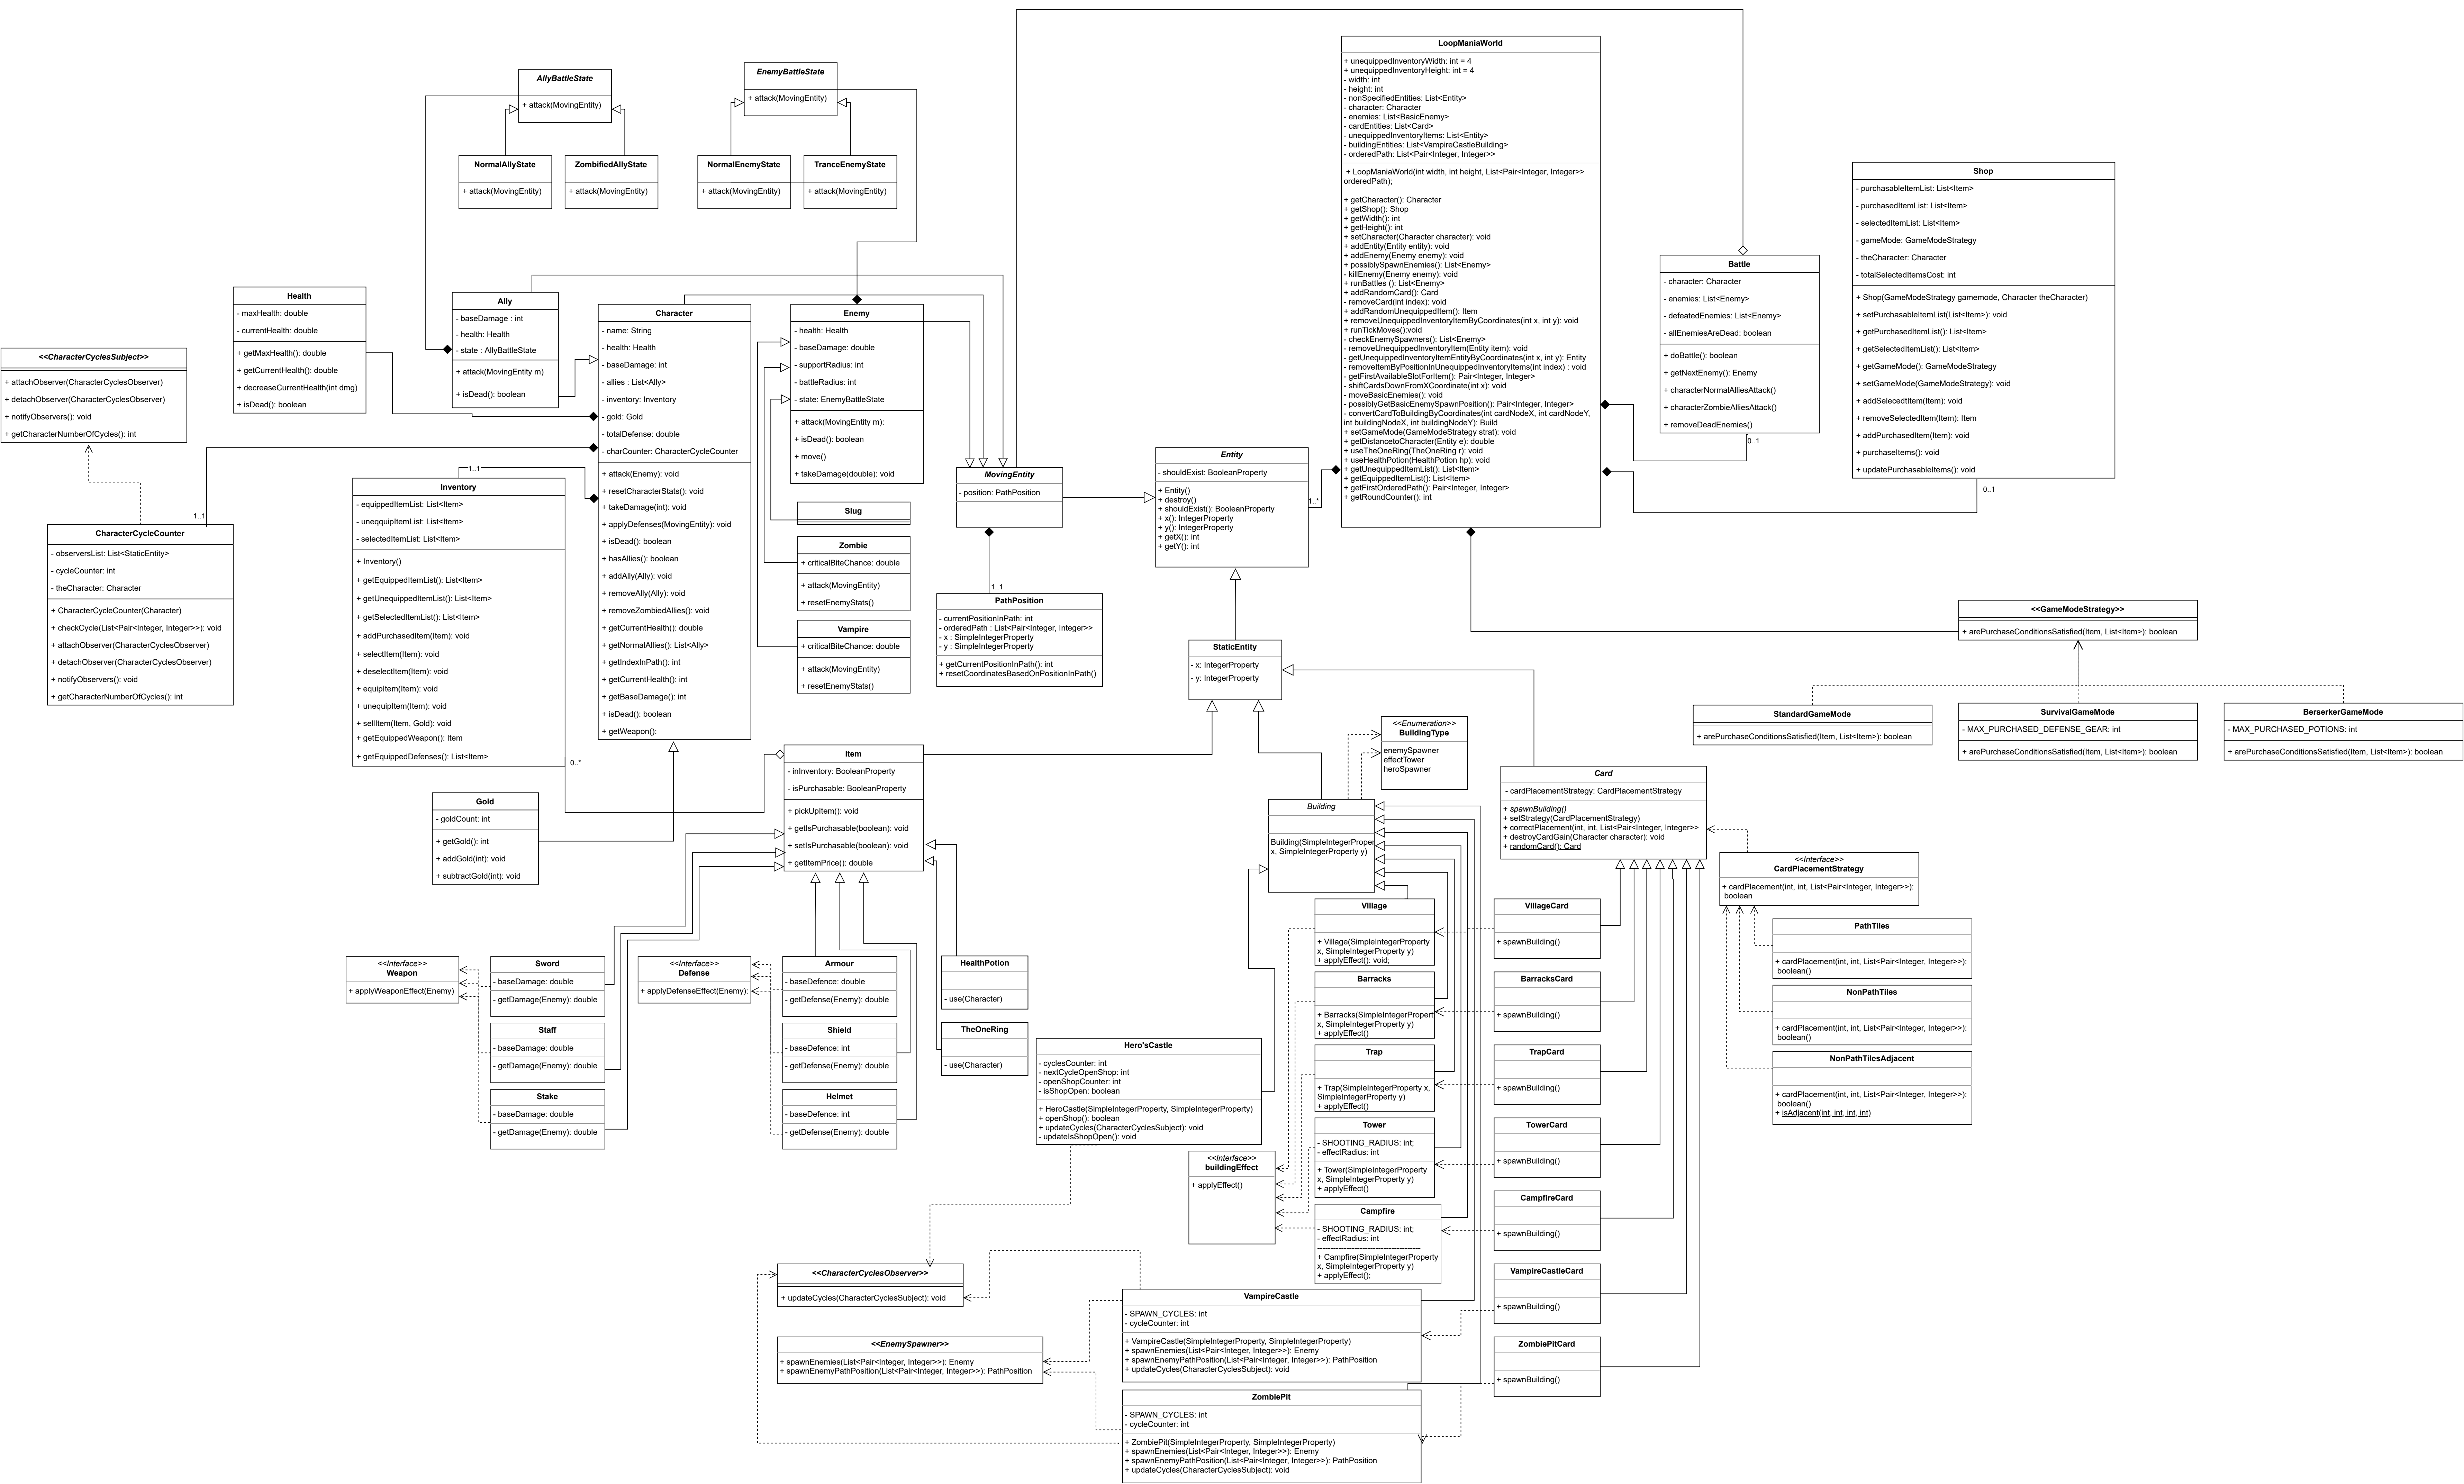 AllyBattleState
+ attack(MovingEntity)
EnemyBattleState
+ attack(MovingEntity)
NormalAllyState
+ attack(MovingEntity)
ZombifiedAllyState
+ attack(MovingEntity)
NormalEnemyState
+ attack(MovingEntity)
TranceEnemyState
+ attack(MovingEntity)
LoopManiaWorld
+ unequippedInventoryWidth: int = 4
+ unequippedInventoryHeight: int = 4
- width: int
- height: int
- nonSpecifiedEntities: List<Entity>
- character: Character
- enemies: List<BasicEnemy>
- cardEntities: List<Card>
- unequippedInventoryItems: List<Entity>
- buildingEntities: List<VampireCastleBuilding>
- orderedPath: List<Pair<Integer, Integer>>
+ LoopManiaWorld(int width, int height, List<Pair<Integer, Integer>>
orderedPath);
+ getCharacter(): Character
+ getShop(): Shop
+ getWidth(): int
+ getHeight(): int
+ setCharacter(Character character): void
+ addEntity(Entity entity): void
+ addEnemy(Enemy enemy): void
+ possiblySpawnEnemies(): List<Enemy>
- killEnemy(Enemy enemy): void
+ runBattles (): List<Enemy>
+ addRandomCard(): Card
- removeCard(int index): void
+ addRandomUnequippedItem(): Item
+ removeUnequippedInventoryItemByCoordinates(int x, int y): void
+ runTickMoves():void
- checkEnemySpawners(): List<Enemy>
- removeUnequippedInventoryItem(Entity item): void
- getUnequippedInventoryItemEntityByCoordinates(int x, int y): Entity
- removeItemByPositionInUnequippedInventoryItems(int index) : void
- getFirstAvailableSlotForItem(): Pair<Integer, Integer>
- shiftCardsDownFromXCoordinate(int x): void
- moveBasicEnemies(): void
- possiblyGetBasicEnemySpawnPosition(): Pair<Integer, Integer>
- convertCardToBuildingByCoordinates(int cardNodeX, int cardNodeY,
int buildingNodeX, int buildingNodeY): Build
+ setGameMode(GameModeStrategy strat): void
+ getDistancetoCharacter(Entity e): double
+ useTheOneRing(TheOneRing r): void
+ useHealthPotion(HealthPotion hp): void
+ getUnequippedItemList(): List<Item>
+ getEquippedItemList(): List<Item>
+ getFirstOrderedPath(): Pair<Integer, Integer>
+ getRoundCounter(): int
Shop
- purchasableItemList: List<Item>
- purchasedItemList: List<Item>
- selectedItemList: List<Item>
- gameMode: GameModeStrategy
- theCharacter: Character
- totalSelectedItemsCost: int
+ Shop(GameModeStrategy gamemode, Character theCharacter)
+ setPurchasableItemList(List<Item>): void
+ getPurchasedItemList(): List<Item>
+ getSelectedItemList(): List<Item>
+ getGameMode(): GameModeStrategy
+ setGameMode(GameModeStrategy): void
+ addSelecedtItem(Item): void
+ removeSelectedItem(Item): Item
+ addPurchasedItem(Item): void
+ purchaseItems(): void
+ updatePurchasableItems(): void
0..1
Battle
- character: Character
- enemies: List<Enemy>
- defeatedEnemies: List<Enemy>
- allEnemiesAreDead: boolean
+ doBattle(): boolean
+ getNextEnemy(): Enemy
+ characterNormalAlliesAttack()
+ characterZombieAlliesAttack()
+ removeDeadEnemies()
0..1
Health
- maxHealth: double
- currentHealth: double
+ getMaxHealth(): double
+ getCurrentHealth(): double
+ decreaseCurrentHealth(int dmg)
+ isDead(): boolean
Ally
- baseDamage : int
- health: Health
- state : AllyBattleState
+ attack(MovingEntity m)
+ isDead(): boolean
Character
- name: String
- health: Health
- baseDamage: int
- allies : List<Ally>
- inventory: Inventory
- gold: Gold
- totalDefense: double
- charCounter: CharacterCycleCounter
+ attack(Enemy): void
+ resetCharacterStats(): void
+ takeDamage(int): void
+ applyDefenses(MovingEntity): void
+ isDead(): boolean
+ hasAllies(): boolean
+ addAlly(Ally): void
+ removeAlly(Ally): void
+ removeZombiedAllies(): void
+ getCurrentHealth(): double
+ getNormalAllies(): List<Ally>
+ getIndexInPath(): int
+ getCurrentHealth(): int
+ getBaseDamage(): int
+ isDead(): boolean
+ getWeapon():
Enemy
- health: Health
- baseDamage: double
- supportRadius: int
- battleRadius: int
- state: EnemyBattleState
+ attack(MovingEntity m):
+ isDead(): boolean
+ move()
+ takeDamage(double): void
<<CharacterCyclesSubject>>
+ attachObserver(CharacterCyclesObserver)
+ detachObserver(CharacterCyclesObserver)
+ notifyObservers(): void
+ getCharacterNumberOfCycles(): int
1..1
CharacterCycleCounter
- observersList: List<StaticEntity>
- cycleCounter: int
- theCharacter: Character
+ CharacterCycleCounter(Character)
+ checkCycle(List<Pair<Integer, Integer>>): void
+ attachObserver(CharacterCyclesObserver)
+ detachObserver(CharacterCyclesObserver)
+ notifyObservers(): void
+ getCharacterNumberOfCycles(): int
1..1
Inventory
- equippedItemList: List<Item>
- uneqquipItemList: List<Item>
- selectedItemList: List<Item>
+ Inventory()
+ getEquippedItemList(): List<Item>
+ getUnequippedItemList(): List<Item>
+ getSelectedItemList(): List<Item>
+ addPurchasedItem(Item): void
+ selectItem(Item): void
+ deselectItem(Item): void
+ equipItem(Item): void
+ unequipItem(Item): void
+ sellItem(Item, Gold): void
+ getEquippedWeapon(): Item
+ getEquippedDefenses(): List<Item>
0..*
Slug
Zombie
+ criticalBiteChance: double
+ attack(MovingEntity)
+ resetEnemyStats()
Vampire
+ criticalBiteChance: double
+ attack(MovingEntity)
+ resetEnemyStats()
MovingEntity
- position: PathPosition
1..1
PathPosition
- currentPositionInPath: int
- orderedPath : List<Pair<Integer, Integer>>
- x : SimpleIntegerProperty
- y : SimpleIntegerProperty
+ getCurrentPositionInPath(): int
+ resetCoordinatesBasedOnPositionInPath()
Entity
- shouldExist: BooleanProperty
+ Entity()
+ destroy()
+ shouldExist(): BooleanProperty
+ x(): IntegerProperty
+ y(): IntegerProperty
+ getX(): int
+ getY(): int
1..*
StaticEntity
- x: IntegerProperty
- y: IntegerProperty
<<GameModeStrategy>>
+ arePurchaseConditionsSatisfied(Item, List<Item>): boolean
StandardGameMode
+ arePurchaseConditionsSatisfied(Item, List<Item>): boolean
SurvivalGameMode
- MAX_PURCHASED_DEFENSE_GEAR: int
+ arePurchaseConditionsSatisfied(Item, List<Item>): boolean
BerserkerGameMode
- MAX_PURCHASED_POTIONS: int
+ arePurchaseConditionsSatisfied(Item, List<Item>): boolean
Gold
- goldCount: int
+ getGold(): int
+ addGold(int): void
+ subtractGold(int): void
Item
- inInventory: BooleanProperty
- isPurchasable: BooleanProperty
+ pickUpItem(): void
+ getIsPurchasable(boolean): void
+ setIsPurchasable(boolean): void
+ getItemPrice(): double
<<Enumeration>>
BuildingType
enemySpawner
effectTower
heroSpawner
Building
Building(SimpleIntegerProper
x, SimpleIntegerProperty y)
Card
- cardPlacementStrategy: CardPlacementStrategy
+ spawnBuilding()
+ setStrategy(CardPlacementStrategy)
+ correctPlacement(int, int, List<Pair<Integer, Integer>>
+ destroyCardGain(Character character): void
+ randomCard(): Card
<<Interface>>
CardPlacementStrategy
+ cardPlacement(int, int, List<Pair<Integer, Integer>>):
boolean
PathTiles
+ cardPlacement(int, int, List<Pair<Integer, Integer>>):
boolean()
NonPathTiles
+ cardPlacement(int, int, List<Pair<Integer, Integer>>):
boolean()
NonPathTilesAdjacent
+ cardPlacement(int, int, List<Pair<Integer, Integer>>):
boolean()
+ isAdjacent(int, int, int, int)
<<Interface>>
Weapon
+ applyWeaponEffect(Enemy)
Sword
- baseDamage: double
- getDamage(Enemy): double
Staff
- baseDamage: double
- getDamage(Enemy): double
Stake
- baseDamage: double
- getDamage(Enemy): double
<<Interface>>
Defense
+ applyDefenseEffect(Enemy):
Armour
- baseDefence: double
- getDefense(Enemy): double
Shield
- baseDefence: int
- getDefense(Enemy): double
Helmet
- baseDefence: int
- getDefense(Enemy): double
HealthPotion
- use(Character)
TheOneRing
- use(Character)
Hero'sCastle
- cyclesCounter: int
- nextCycleOpenShop: int
- openShopCounter: int
- isShopOpen: boolean
+ HeroCastle(SimpleIntegerProperty, SimpleIntegerProperty)
+ openShop(): boolean
+ updateCycles(CharacterCyclesSubject): void
- updateIsShopOpen(): void
<<Interface>>
buildingEffect
+ applyEffect()
Village
+ Village(SimpleIntegerProperty
x, SimpleIntegerProperty y)
+ applyEffect(): void;
Barracks
+ Barracks(SimpleIntegerPropert
x, SimpleIntegerProperty y)
+ applyEffect()
Trap
+ Trap(SimpleIntegerProperty x,
SimpleIntegerProperty y)
+ applyEffect()
Tower
- SHOOTING_RADIUS: int;
- effectRadius: int
+ Tower(SimpleIntegerProperty
x, SimpleIntegerProperty y)
+ applyEffect()
Campfire
- SHOOTING_RADIUS: int;
- effectRadius: int
----------------------------------------
+ Campfire(SimpleIntegerProperty
x, SimpleIntegerProperty y)
+ applyEffect();
VillageCard
+ spawnBuilding()
BarracksCard
+ spawnBuilding()
TrapCard
+ spawnBuilding()
TowerCard
+ spawnBuilding()
CampfireCard
+ spawnBuilding()
VampireCastleCard
+ spawnBuilding()
ZombiePitCard
+ spawnBuilding()
<<CharacterCyclesObserver>>
+ updateCycles(CharacterCyclesSubject): void
<<EnemySpawner>>
+ spawnEnemies(List<Pair<Integer, Integer>>): Enemy
+ spawnEnemyPathPosition(List<Pair<Integer, Integer>>): PathPosition
VampireCastle
- SPAWN_CYCLES: int
- cycleCounter: int
+ VampireCastle(SimpleIntegerProperty, SimpleIntegerProperty)
+ spawnEnemies(List<Pair<Integer, Integer>>): Enemy
+ spawnEnemyPathPosition(List<Pair<Integer, Integer>>): PathPosition
+ updateCycles(CharacterCyclesSubject): void
ZombiePit
- SPAWN_CYCLES: int
- cycleCounter: int
+ ZombiePit(SimpleIntegerProperty, SimpleIntegerProperty)
+ spawnEnemies(List<Pair<Integer, Integer>>): Enemy
+ spawnEnemyPathPosition(List<Pair<Integer, Integer>>): PathPosition
+ updateCycles(CharacterCyclesSubject): void